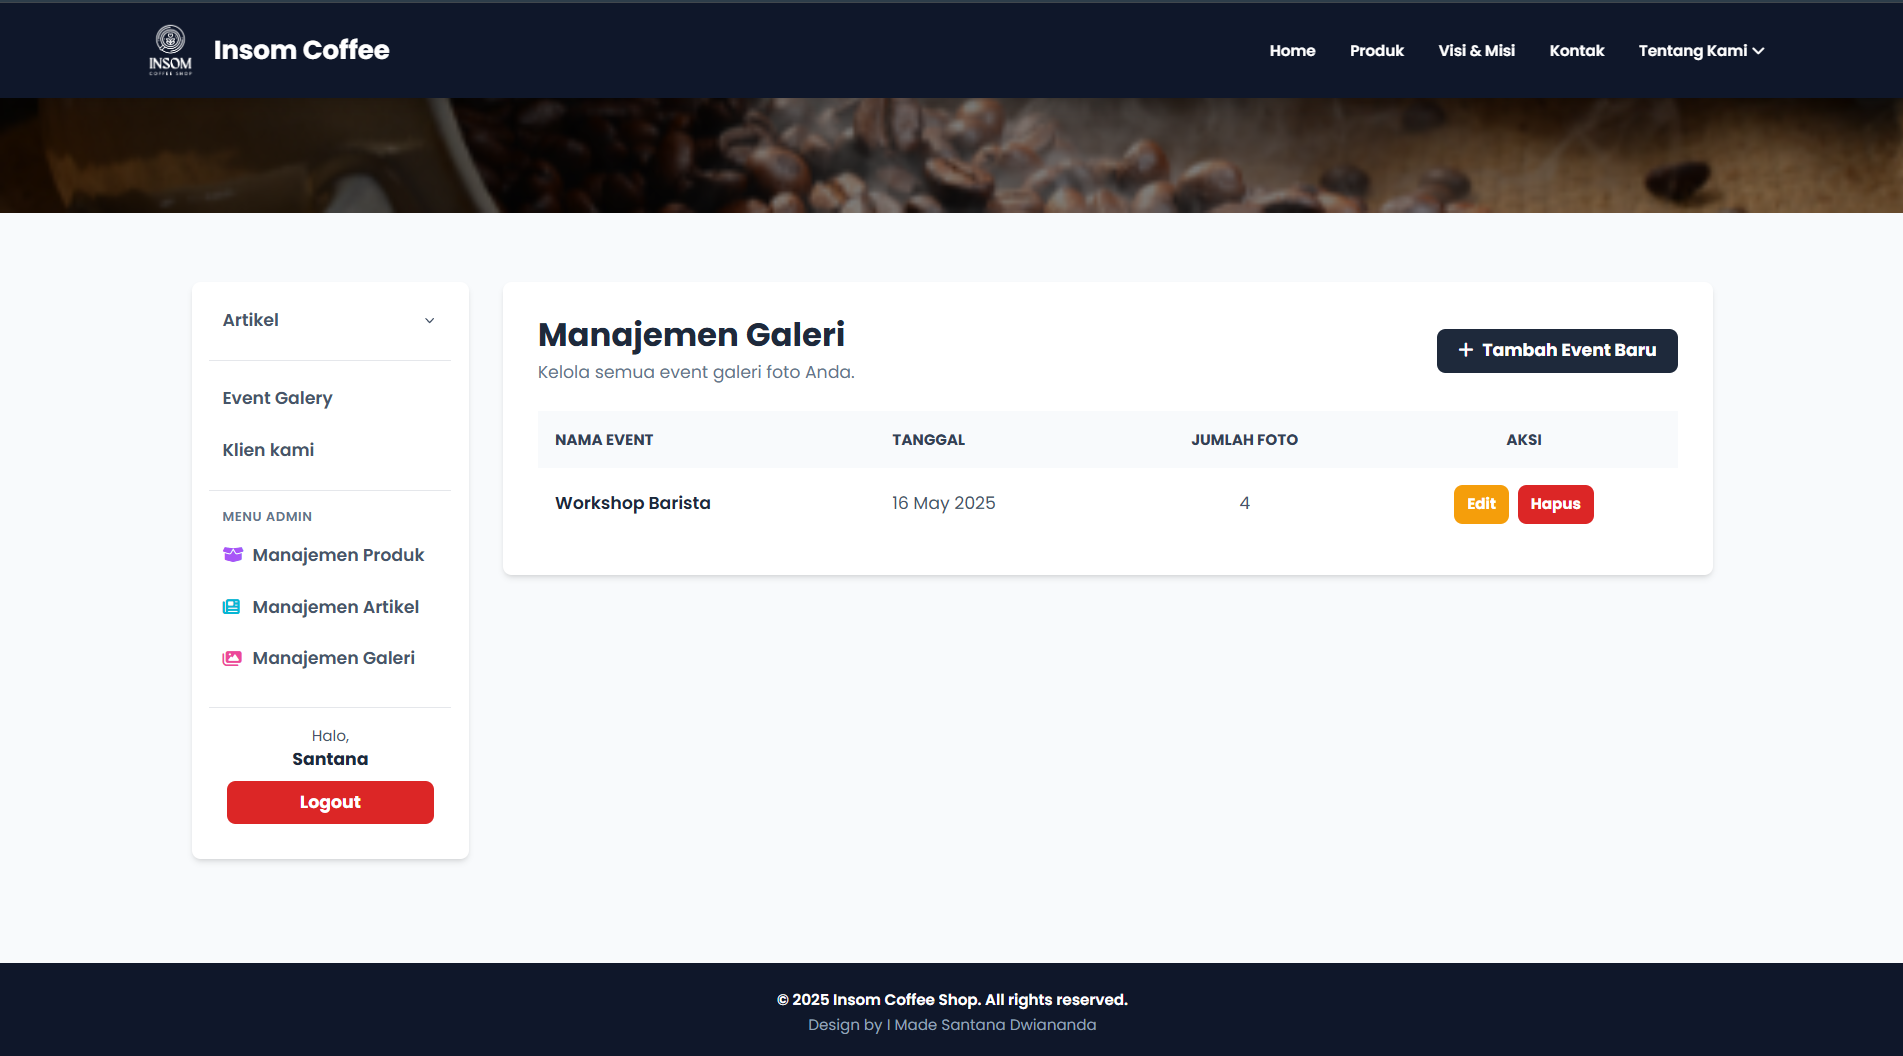 INSOM
COFFEE SHOP
Insom Coffee
Home
Produk
Visi & Misi
Kontak
Tentang Kami
Artikel
Event Galery
Klien kami
MENU ADMIN
Manajemen Produk
Manajemen Artikel
Manajemen Galeri
Halo,
Santana
Logout
Manajemen Galeri
Kelola semua event galeri foto Anda.
+ Tambah Event Baru
NAMA EVENT TANGGAL JUMLAH FOTO AKSI
Workshop Barista 16 May 2025 4 Edit Hapus
© 2025 Insom Coffee Shop. All rights reserved.
Design by I Made Santana Dwiananda